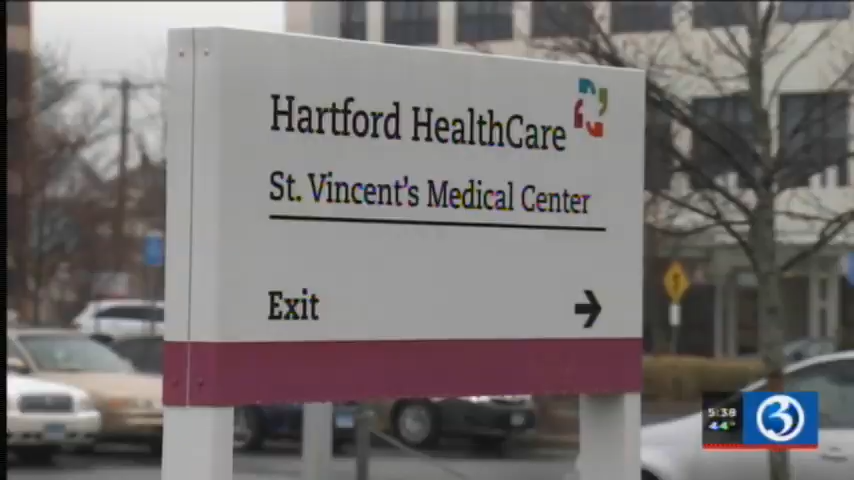 Hartford HealthCare
St. Vincent's Medical Center
Exit →
5:38
44°
3